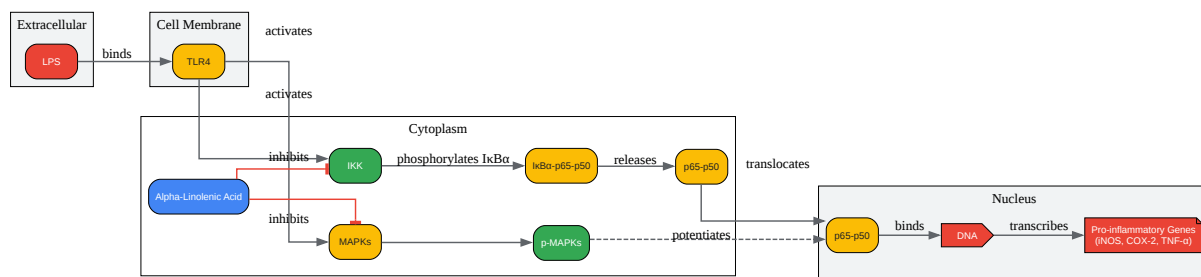 Extracellular
Cell Membrane
activates
LPS
binds
TLR4
activates
Cytoplasm
inhibits
IKK
phosphorylates IκBα
IκBα-p65-p50
releases
p65-p50
translocates
Alpha-Linolenic Acid
Nucleus
inhibits
MAPKs
p-MAPKs
potentiates
p65-p50
binds
DNA
transcribes
Pro-inflammatory Genes
(iNOS, COX-2, TNF-α)